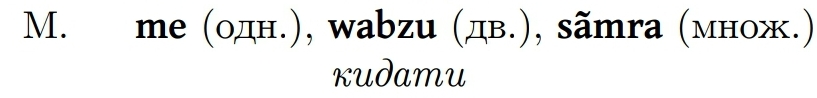 М. me (одн.), wabzu (дв.), sãmra (множ.)
кидати